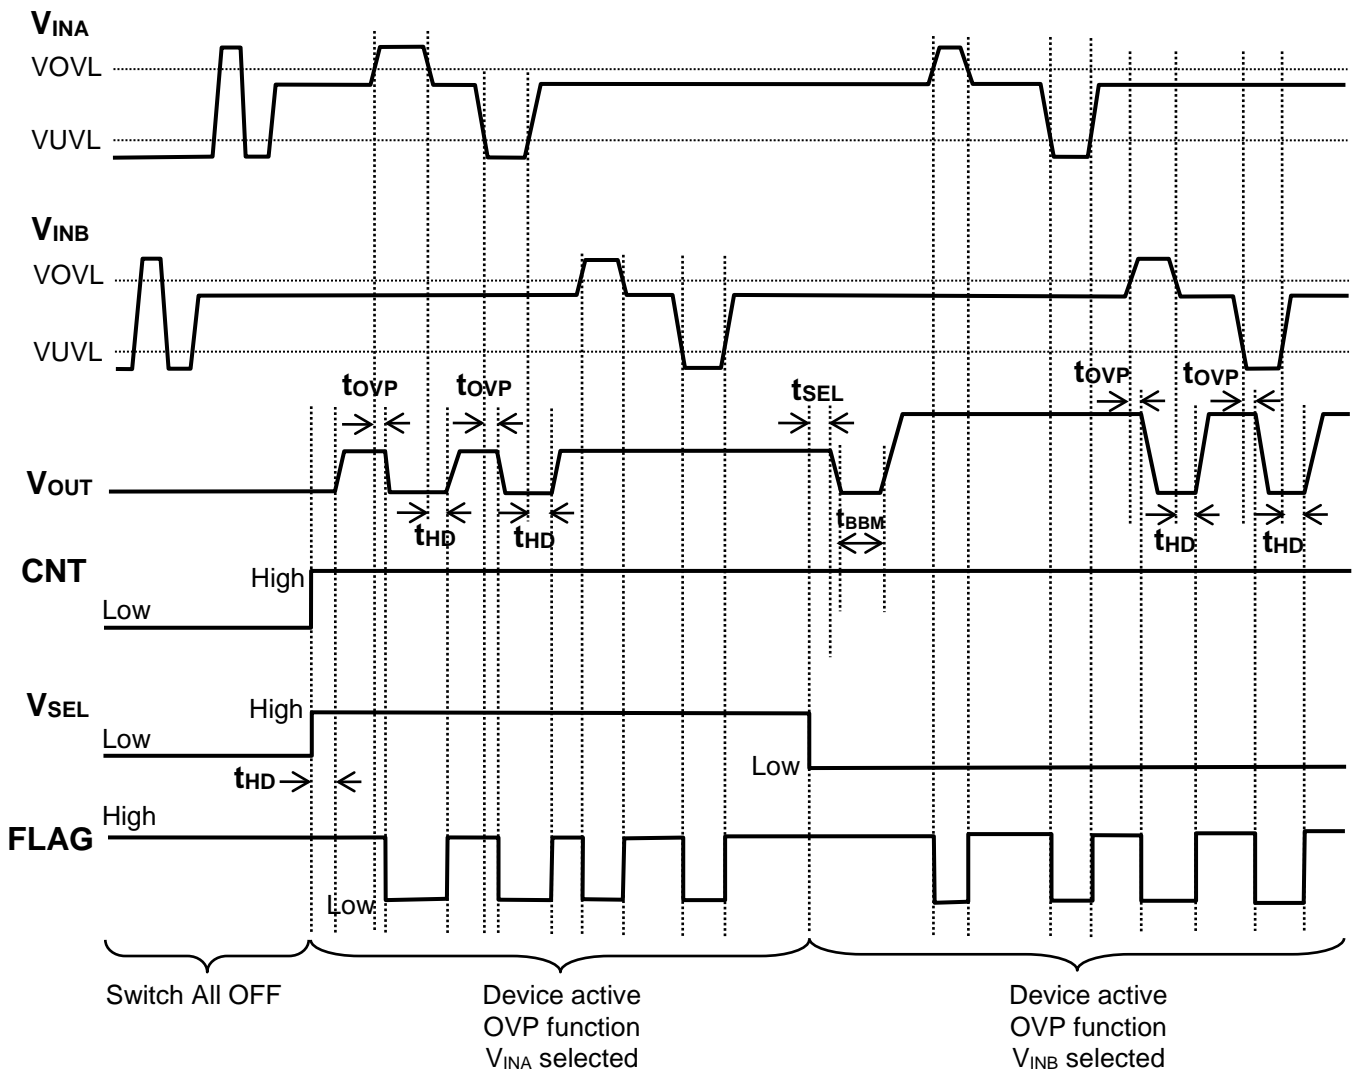 VINA
VOVL
VUVL
VINB
VOVL
VUVL
tOVP tOVP tSEL tOVP tOVP
VOUT
tHD tHD tBBM tHD tHD
CNT
High
Low
VSEL
High
Low
Low
tHD
High
FLAG
Low
Switch All OFF
Device active
OVP function
VINA selected
Device active
OVP function
VINB selected